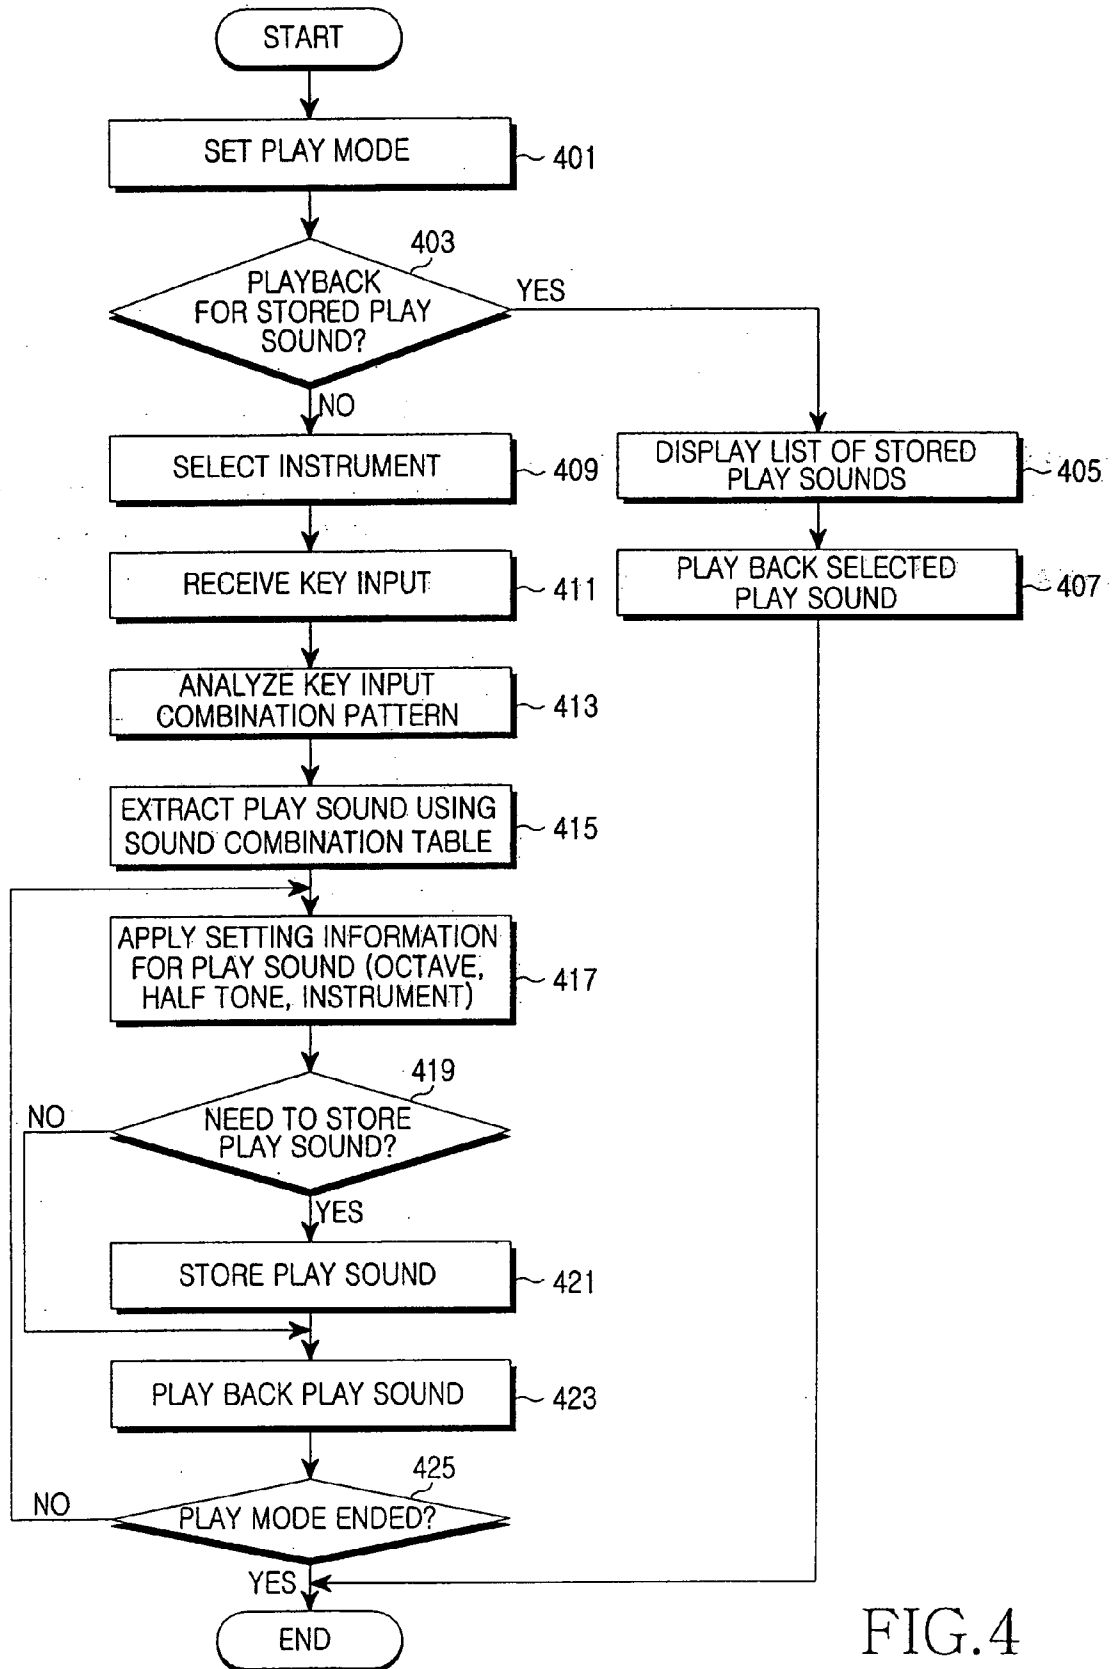 START
SET PLAY MODE
401
403
PLAYBACK
FOR STORED PLAY
SOUND?
YES
NO
SELECT INSTRUMENT
409
DISPLAY LIST OF STORED
PLAY SOUNDS
405
RECEIVE KEY INPUT
411
PLAY BACK SELECTED
PLAY SOUND
407
ANALYZE KEY INPUT
COMBINATION PATTERN
413
EXTRACT PLAY SOUND USING
SOUND COMBINATION TABLE
415
APPLY SETTING INFORMATION
FOR PLAY SOUND (OCTAVE,
HALF TONE, INSTRUMENT)
417
419
NO
NEED TO STORE
PLAY SOUND?
YES
STORE PLAY SOUND
421
PLAY BACK PLAY SOUND
423
425
NO
PLAY MODE ENDED?
YES
END
FIG.4